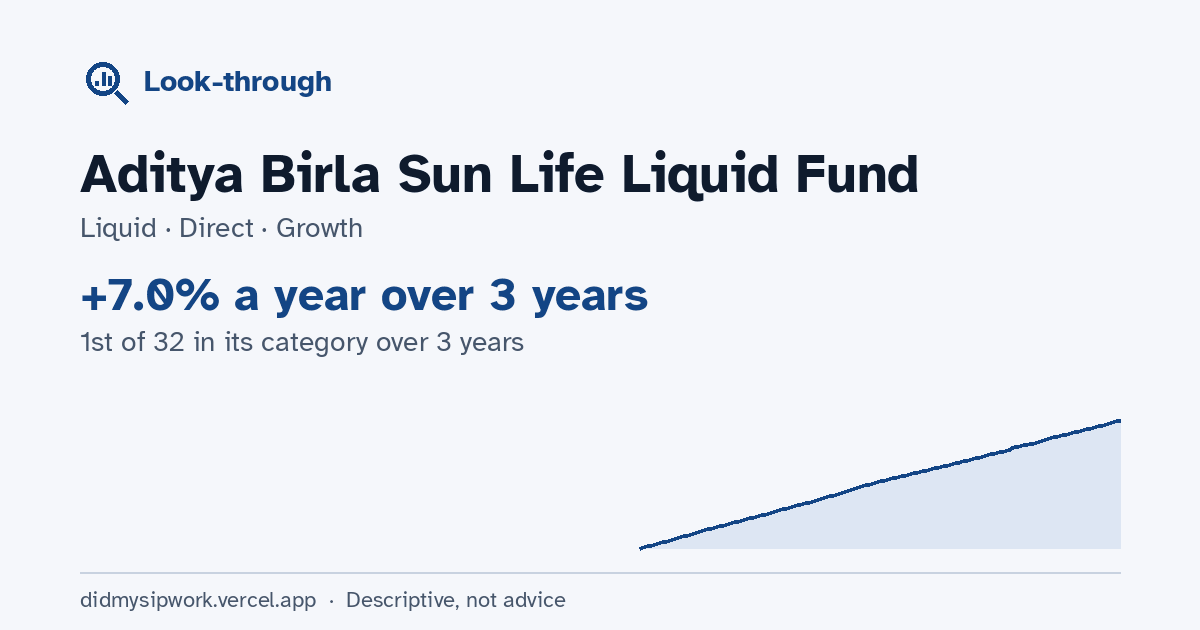 Look-through
Aditya Birla Sun Life Liquid Fund
Liquid · Direct · Growth
+7.0% a year over 3 years
1st of 32 in its category over 3 years
didmysipwork.vercel.app · Descriptive, not advice